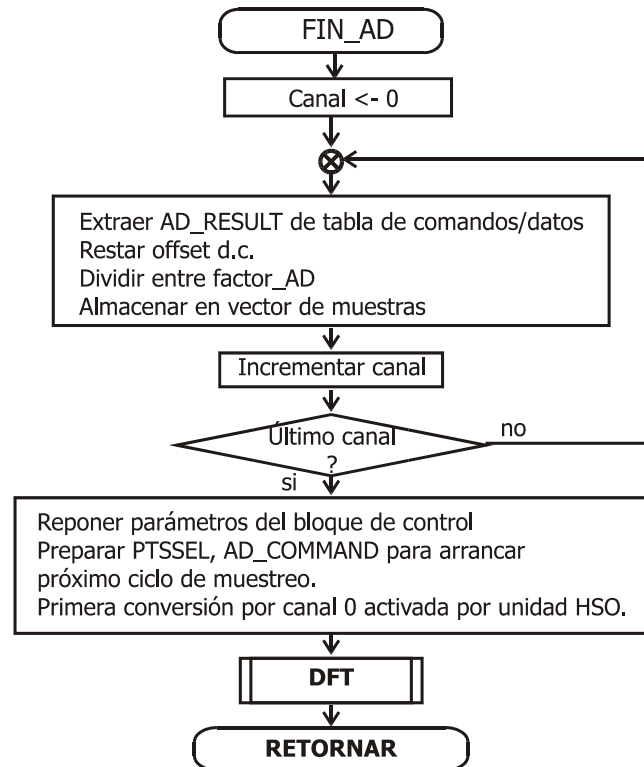 FIN_AD
Canal <- 0
Extraer AD_RESULT de tabla de comandos/datos
Restar offset d.c.
Dividir entre factor_AD
Almacenar en vector de muestras
Incrementar canal
Último canal
?
no
si
Reponer parámetros del bloque de control
Preparar PTSSEL, AD_COMMAND para arrancar
próximo ciclo de muestreo.
Primera conversión por canal 0 activada por unidad HSO.
DFT
RETORNAR